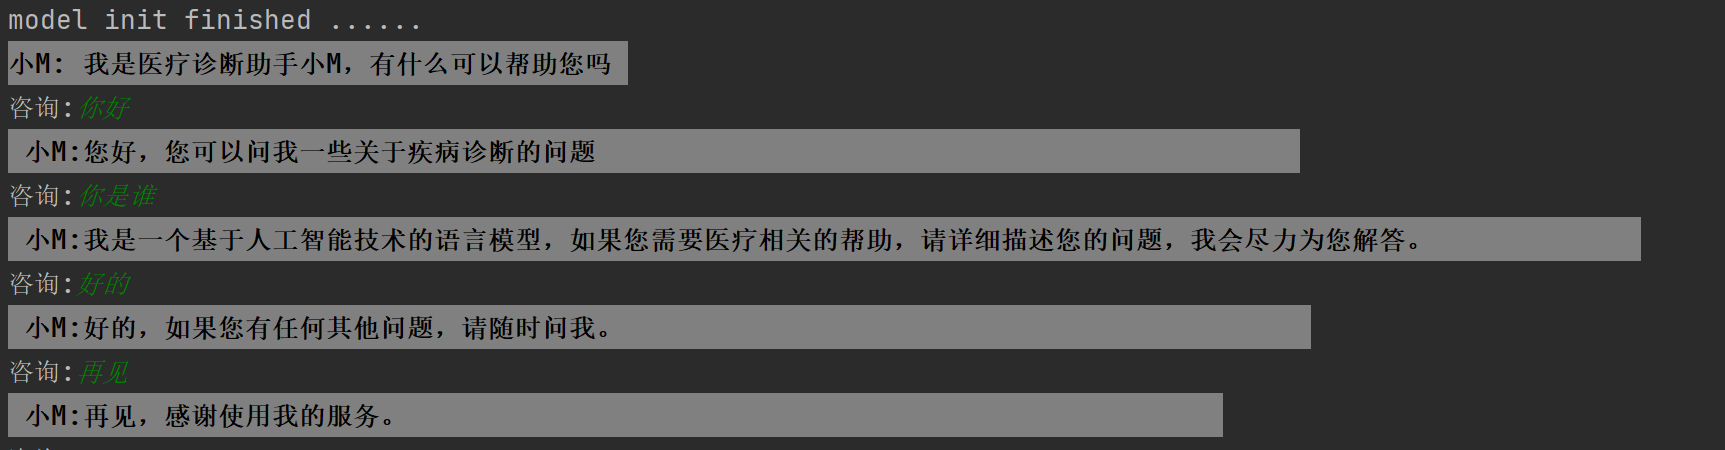 model init finished ......
小M: 我是医疗诊断助手小M，有什么可以帮助您吗
咨询:你好
小M:您好，您可以问我一些关于疾病诊断的问题
咨询:你是谁
小M:我是一个基于人工智能技术的语言模型，如果您需要医疗相关的帮助，请详细描述您的问题，我会尽力为您解答。
咨询:好的
小M:好的，如果您有任何其他问题，请随时问我。
咨询:再见
小M:再见，感谢使用我的服务。